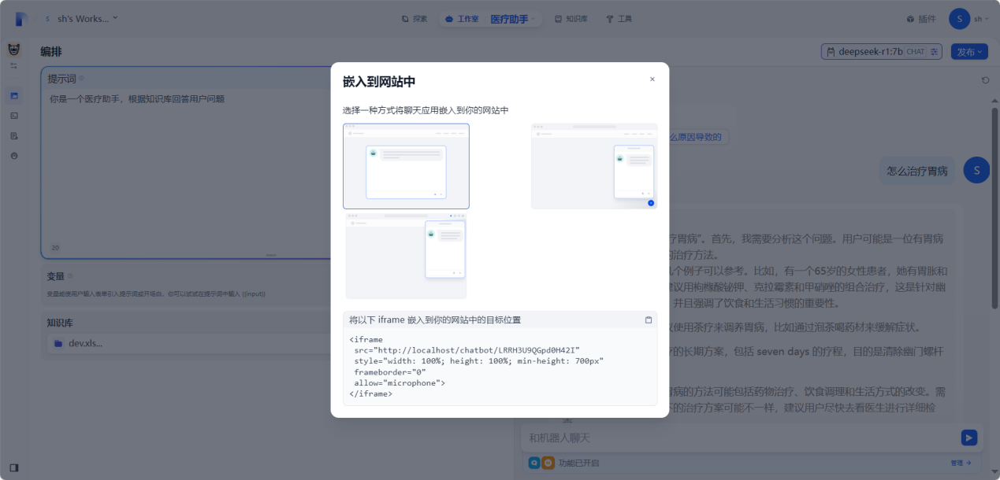 S sh's Works...
探索
工作室
医疗助手
知识库
工具
插件
S sh
编排
deepseek-r1:7b CHAT
发布
提示词
你是一个医疗助手，根据知识库回答用户问题
20
变量
变量能使用户输入表单引入提示词或开场白，你可以试试在提示词中输入 {{input}}
知识库
dev.xls...
嵌入到网站中
×
选择一种方式将聊天应用嵌入到你的网站中
将以下 iframe 嵌入到你的网站中的目标位置
<iframe
src="http://localhost/chatbot/LRRH3U9QGpd0H42I"
style="width: 100%; height: 100%; min-height: 700px"
frameborder="0"
allow="microphone">
</iframe>
么原因导致的
怎么治疗胃病
S
疗胃病”。首先，我需要分析这个问题。用户可能是一位有胃病
治疗方法。
几个例子可以参考。比如，有一个65岁的女性患者，她有胃胀和
建议用枸橼酸铋钾、克拉霉素和甲硝唑的组合治疗，这是针对幽
并且强调了饮食和生活习惯的重要性。
议使用茶疗来调养胃病，比如通过泡茶喝药材来缓解症状。
疗的长期方案，包括 seven days 的疗程，目的是清除幽门螺杆
胃病的方法可能包括药物治疗、饮食调理和生活方式的改变。需
的治疗方案可能不一样，建议用户尽快去看医生进行详细检
和机器人聊天
功能已开启
管理 →